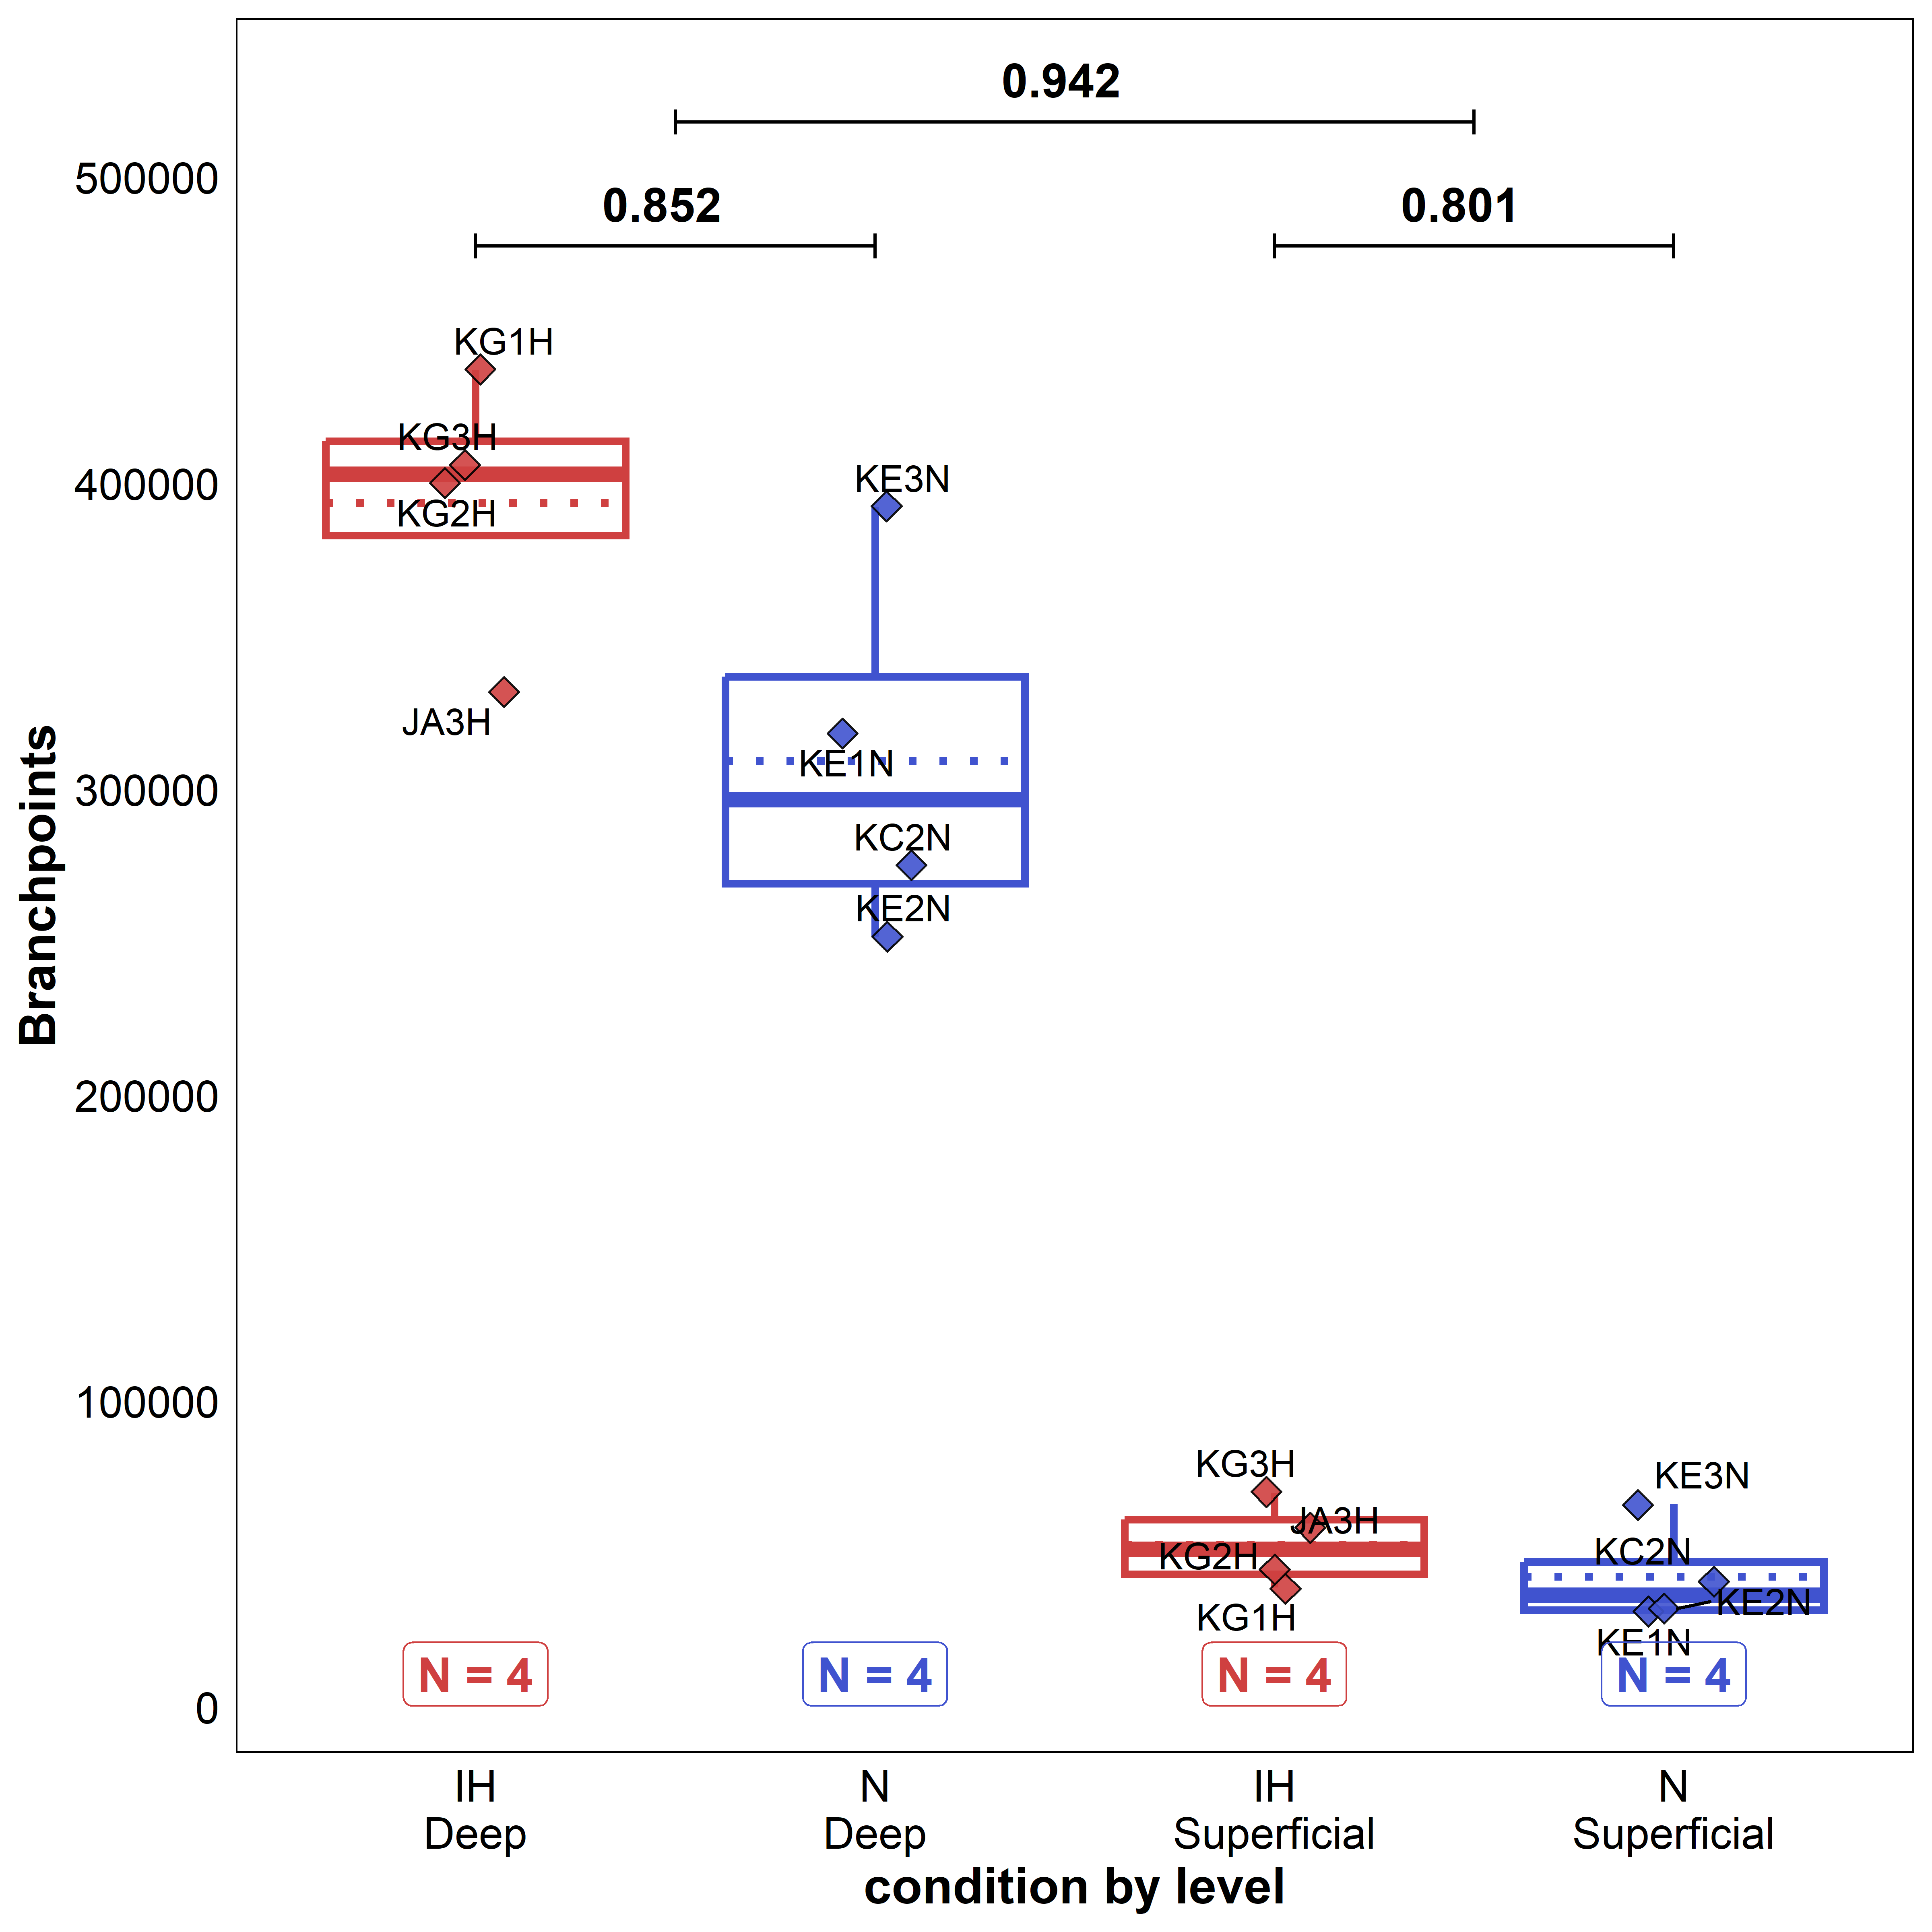 0.942
500000
0.852
0.801
KG1H
KG3H
400000
KE3N
KG2H
JA3H
300000
KE1N
KC2N
KE2N
Branchpoints
200000
100000
KG3H
KE3N
JA3H
KG2H
KC2N
KE2N
KG1H
KE1N
N = 4
N = 4
N = 4
N = 4
0
IH
Deep
N
Deep
IH
Superficial
N
Superficial
condition by level